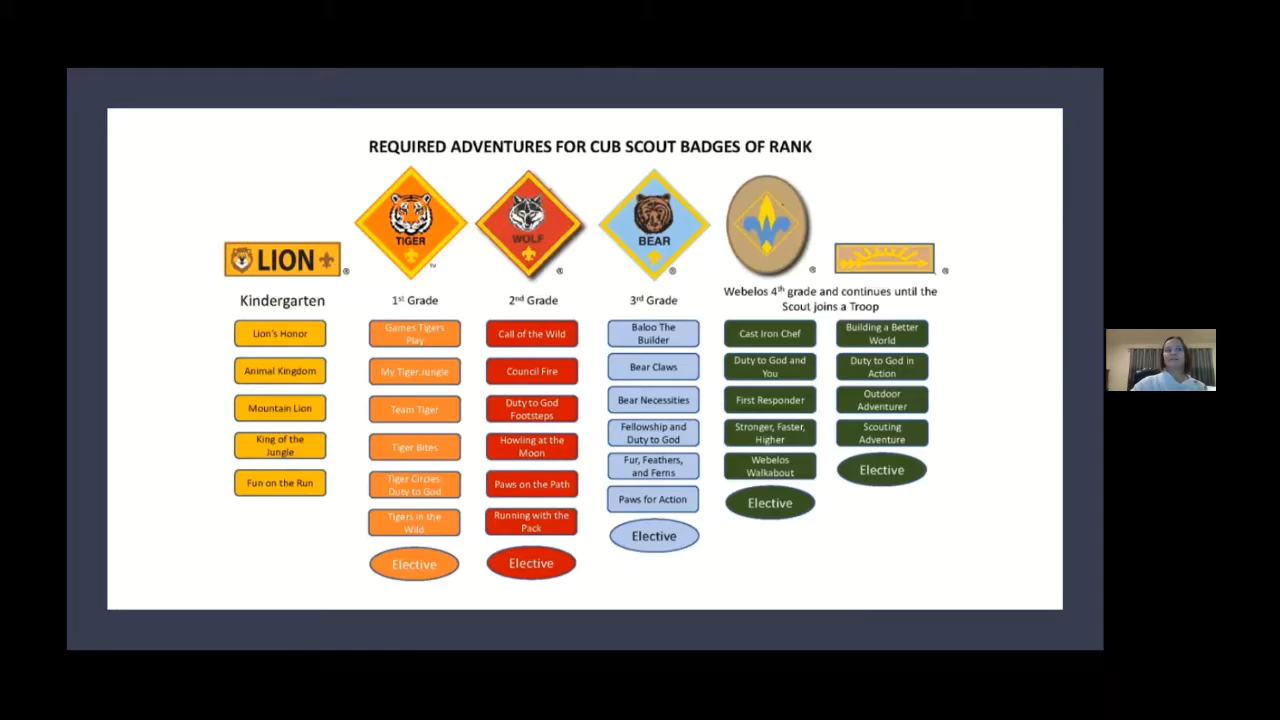 REQUIRED ADVENTURES FOR CUB SCOUT BADGES OF RANK
LION
®
TIGER
™
WOLF
®
BEAR
®
®
®
Kindergarten
1st Grade
2nd Grade
3rd Grade
Webelos 4th grade and continues until the
Scout joins a Troop
Lion's Honor
Animal Kingdom
Mountain Lion
King of the
Jungle
Fun on the Run
Games Tigers
Play
My Tiger Jungle
Team Tiger
Tiger Bites
Tiger Circles:
Duty to God
Tigers in the
Wild
Elective
Call of the Wild
Council Fire
Duty to God
Footsteps
Howling at the
Moon
Paws on the Path
Running with the
Pack
Elective
Baloo The
Builder
Bear Claws
Bear Necessities
Fellowship and
Duty to God
Fur, Feathers,
and Ferns
Paws for Action
Elective
Cast Iron Chef
Duty to God and
You
First Responder
Stronger, Faster,
Higher
Webelos
Walkabout
Elective
Building a Better
World
Duty to God in
Action
Outdoor
Adventurer
Scouting
Adventure
Elective